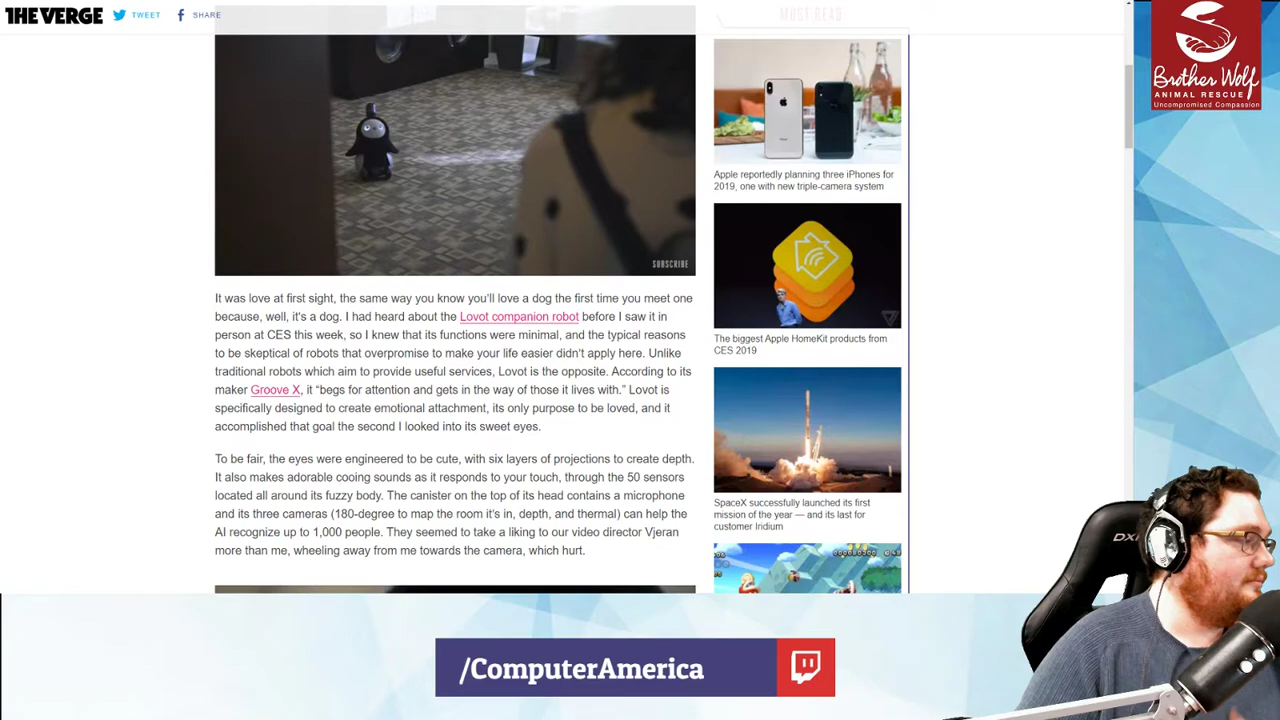 THE VERGE
TWEET
SHARE
MUST READ
SUBSCRIBE
It was love at first sight, the same way you know you'll love a dog the first time you meet one
because, well, it's a dog. I had heard about the Lovot companion robot before I saw it in
person at CES this week, so I knew that its functions were minimal, and the typical reasons
to be skeptical of robots that overpromise to make your life easier didn't apply here. Unlike
traditional robots which aim to provide useful services, Lovot is the opposite. According to its
maker Groove X, it “begs for attention and gets in the way of those it lives with.” Lovot is
specifically designed to create emotional attachment, its only purpose to be loved, and it
accomplished that goal the second I looked into its sweet eyes.
To be fair, the eyes were engineered to be cute, with six layers of projections to create depth.
It also makes adorable cooing sounds as it responds to your touch, through the 50 sensors
located all around its fuzzy body. The canister on the top of its head contains a microphone
and its three cameras (180-degree to map the room it's in, depth, and thermal) can help the
AI recognize up to 1,000 people. They seemed to take a liking to our video director Vjeran
more than me, wheeling away from me towards the camera, which hurt.
Apple reportedly planning three iPhones for
2019, one with new triple-camera system
The biggest Apple HomeKit products from
CES 2019
SpaceX successfully launched its first
mission of the year — and its last for
customer Iridium
Brother Wolf
ANIMAL RESCUE
Uncompromised Compassion
/ComputerAmerica